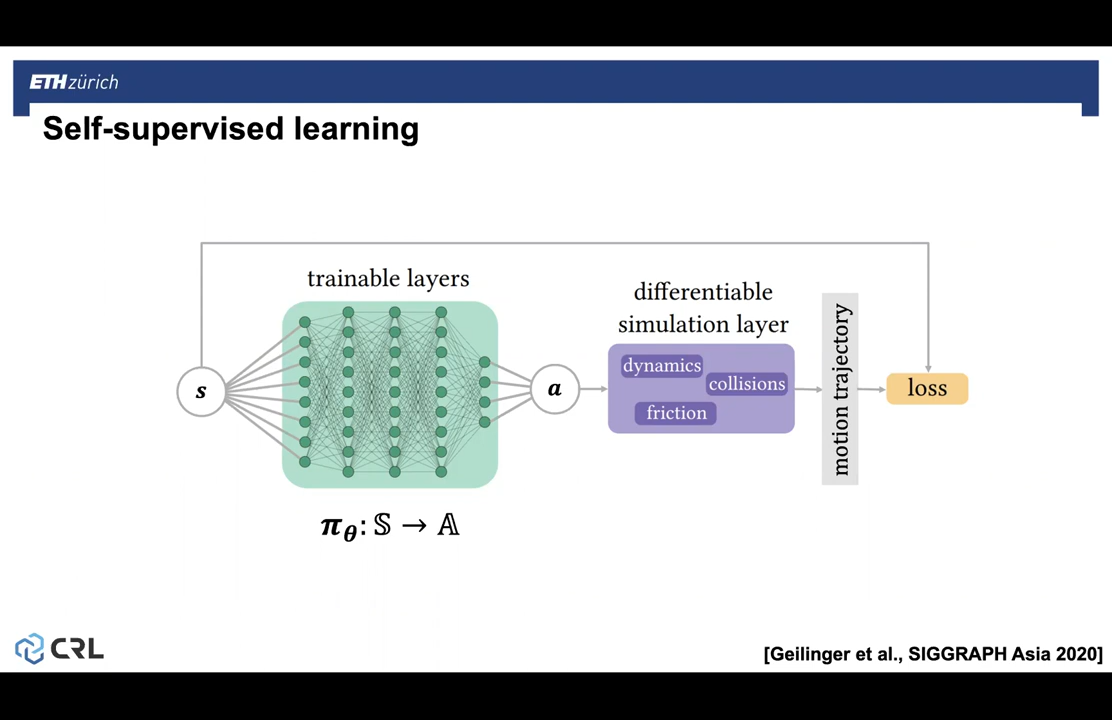 ETH zürich
Self-supervised learning
trainable layers
differentiable
simulation layer
s
a
dynamics
collisions
friction
motion trajectory
loss
π_θ: 𝕊 → 𝔸
CRL
[Geilinger et al., SIGGRAPH Asia 2020]